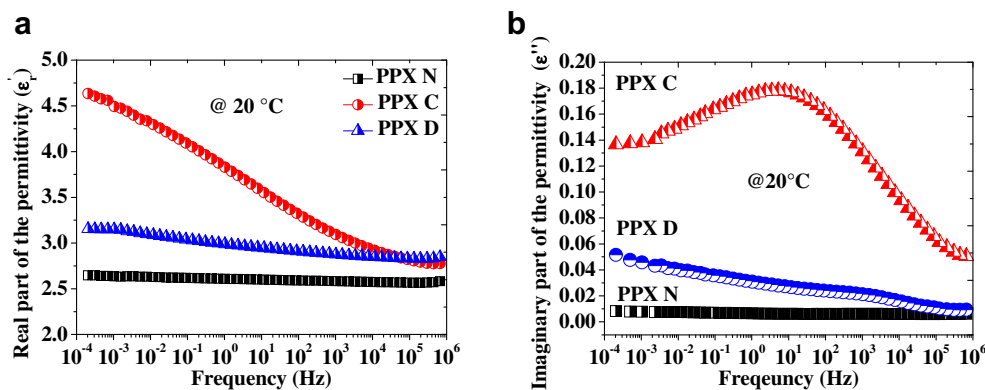 a
Real part of the permittivity (ε'r)
5.0
4.5
4.0
3.5
3.0
2.5
2.0
@ 20 °C
PPX N
PPX C
PPX D
10-4 10-3 10-2 10-1 100 101 102 103 104 105 106
Frequency (Hz)
b
Imaginary part of the permittivity (ε'')
0.20
0.18
0.16
0.14
0.12
0.10
0.08
0.06
0.04
0.02
0.00
PPX C
@20°C
PPX D
PPX N
10-4 10-3 10-2 10-1 100 101 102 103 104 105 106
Frequency (Hz)